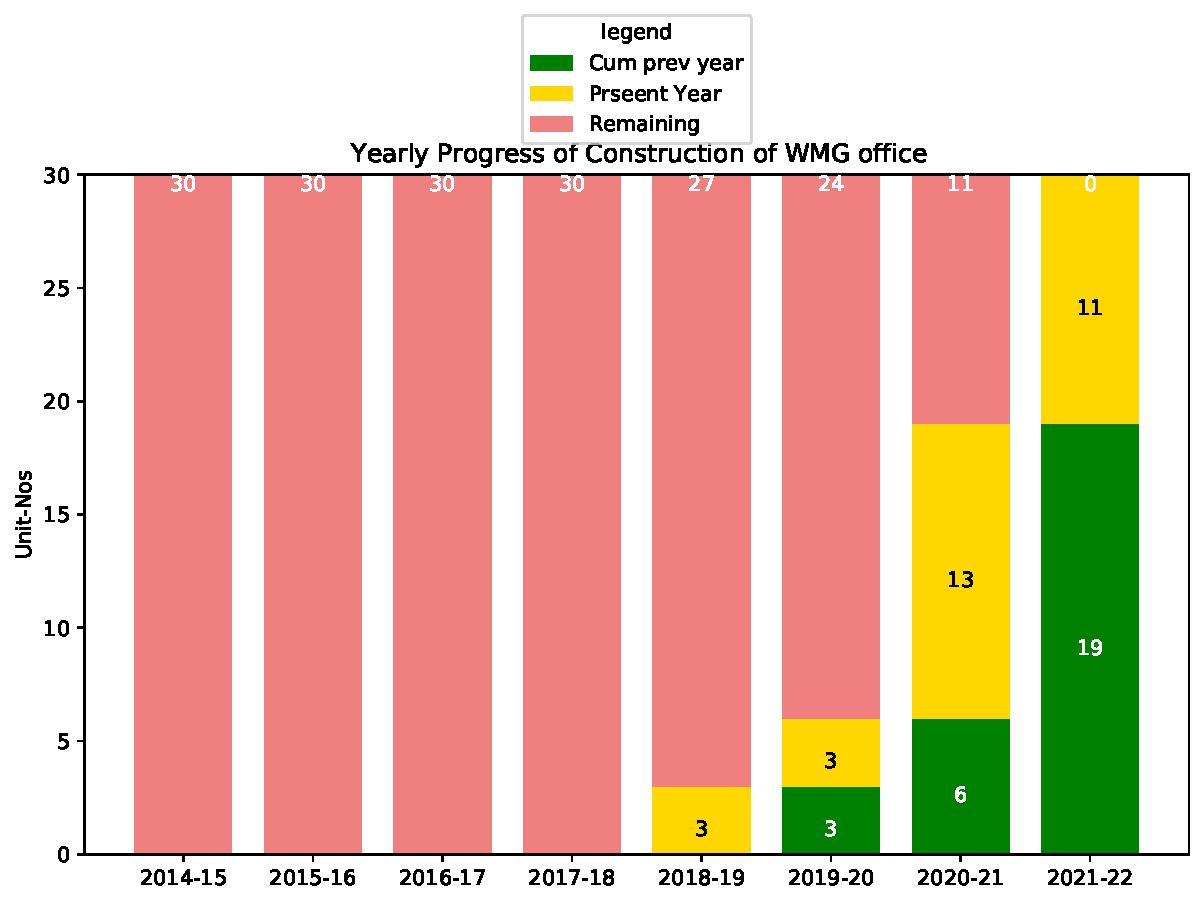 legend
Cum prev year
Prseent Year
Remaining
Yearly Progress of Construction of WMG office
30
30 30 30 30 27 24 11 0
25
11
20
15
Unit-Nos
13
10
19
5
3
6
3 3
0
2014-15 2015-16 2016-17 2017-18 2018-19 2019-20 2020-21 2021-22